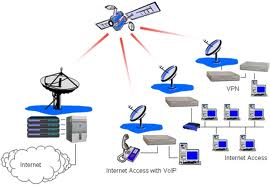 VPN
Internet Access
Internet
Internet Access with VoIP